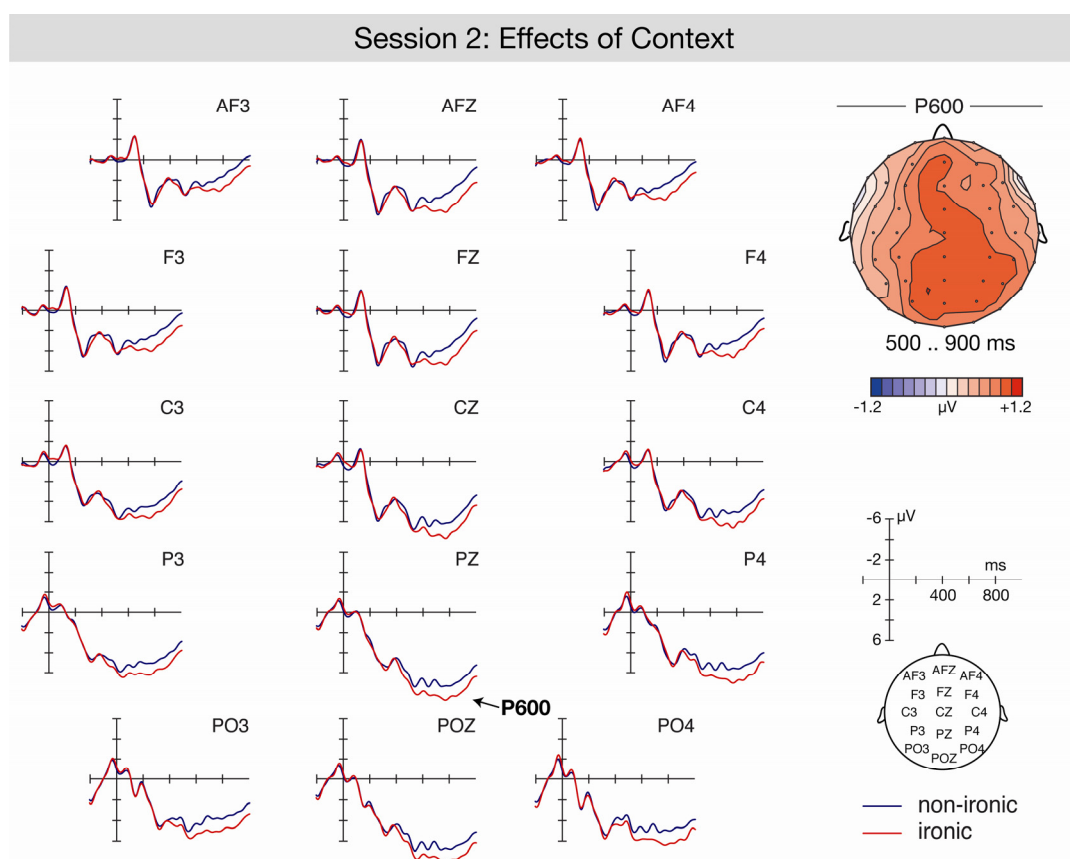 Session 2: Effects of Context
AF3
AFZ
AF4
P600
F3
FZ
F4
500 .. 900 ms
-1.2
µV
+1.2
C3
CZ
C4
-6
µV
-2
ms
2
400
800
6
P3
PZ
P4
P600
AF3 AFZ AF4
F3 FZ F4
C3 CZ C4
P3 PZ P4
PO3 POZ PO4
PO3
POZ
PO4
non-ironic
ironic